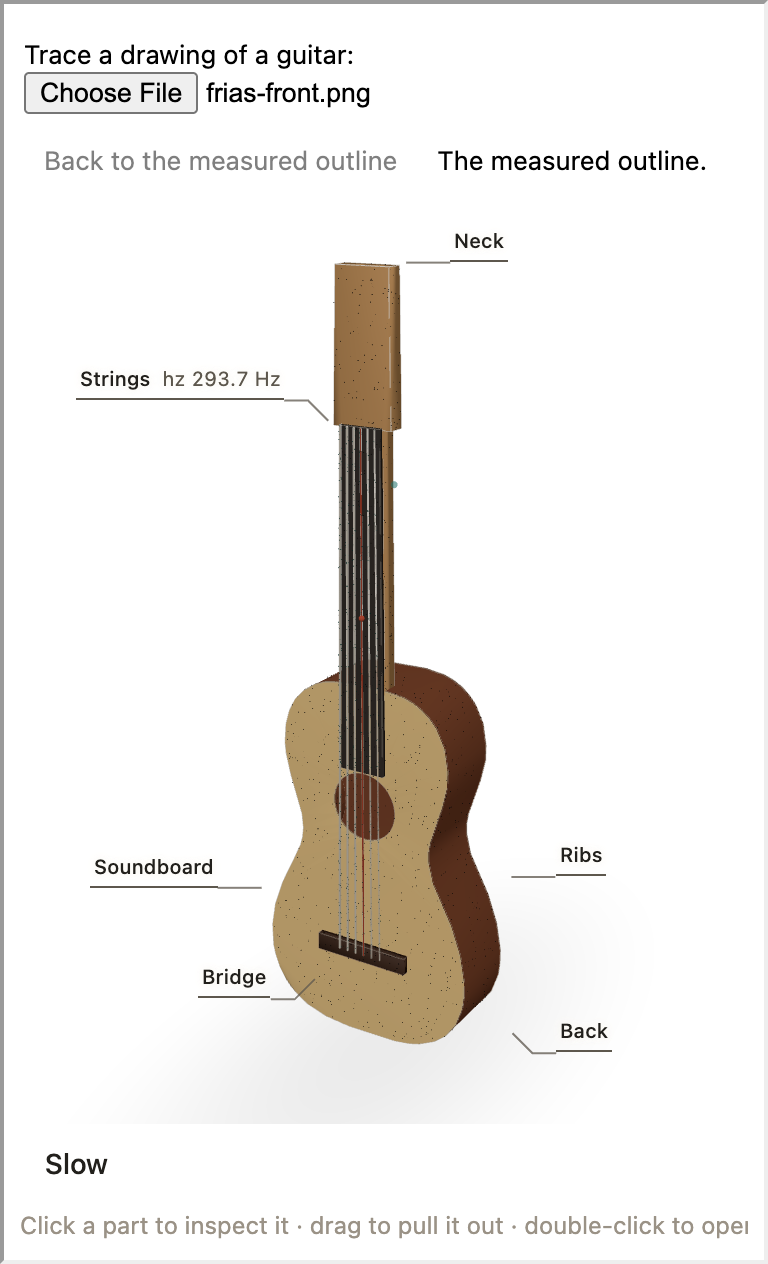 Trace a drawing of a guitar:
Choose File frias-front.png
Back to the measured outline The measured outline.
Neck
Strings hz 293.7 Hz
Ribs
Soundboard
Bridge
Back
Slow
Click a part to inspect it · drag to pull it out · double-click to open